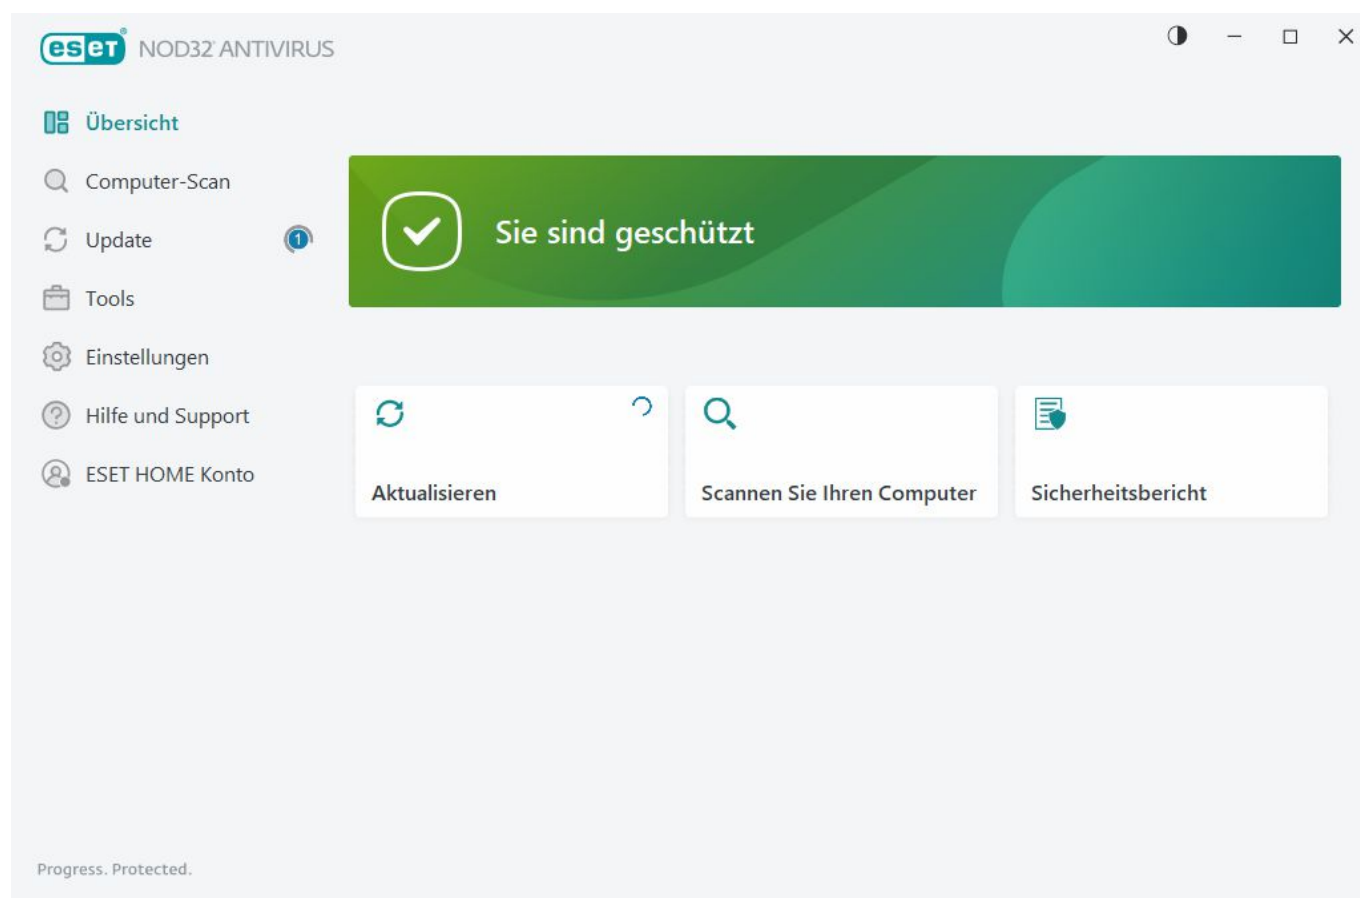 eset® NOD32® ANTIVIRUS
Übersicht
Computer-Scan
Update 1
Tools
Einstellungen
Hilfe und Support
ESET HOME Konto
Sie sind geschützt
Aktualisieren
Scannen Sie Ihren Computer
Sicherheitsbericht
Progress. Protected.